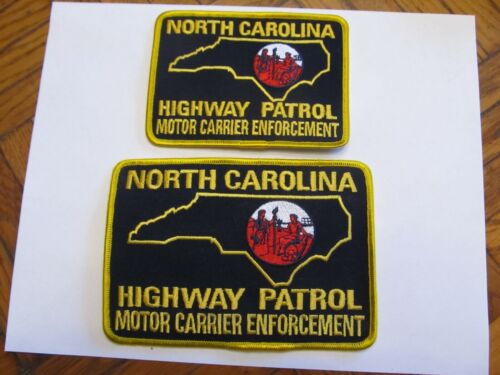 NORTH CAROLINA
HIGHWAY PATROL
MOTOR CARRIER ENFORCEMENT
NORTH CAROLINA
HIGHWAY PATROL
MOTOR CARRIER ENFORCEMENT